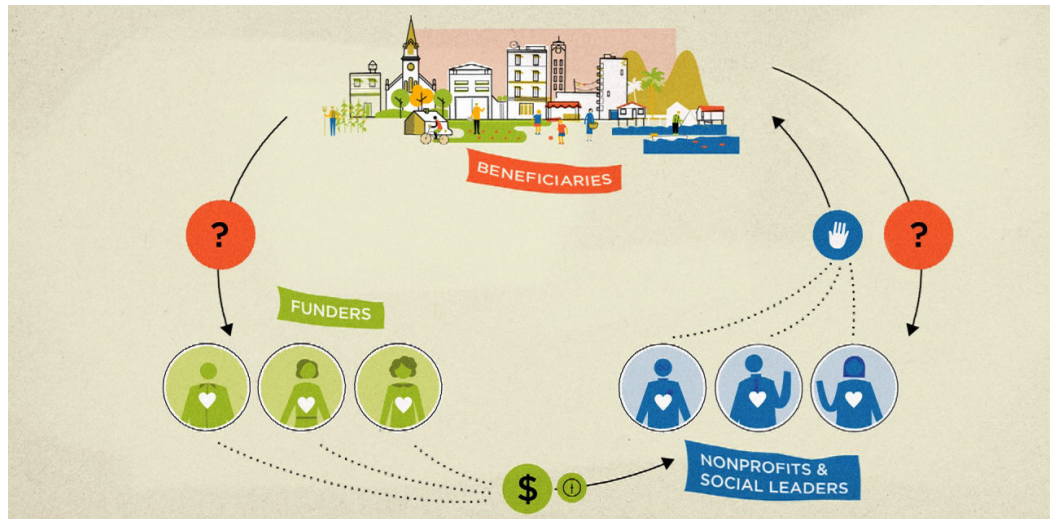 BENEFICIARIES
?
?
FUNDERS
NONPROFITS &
SOCIAL LEADERS
$